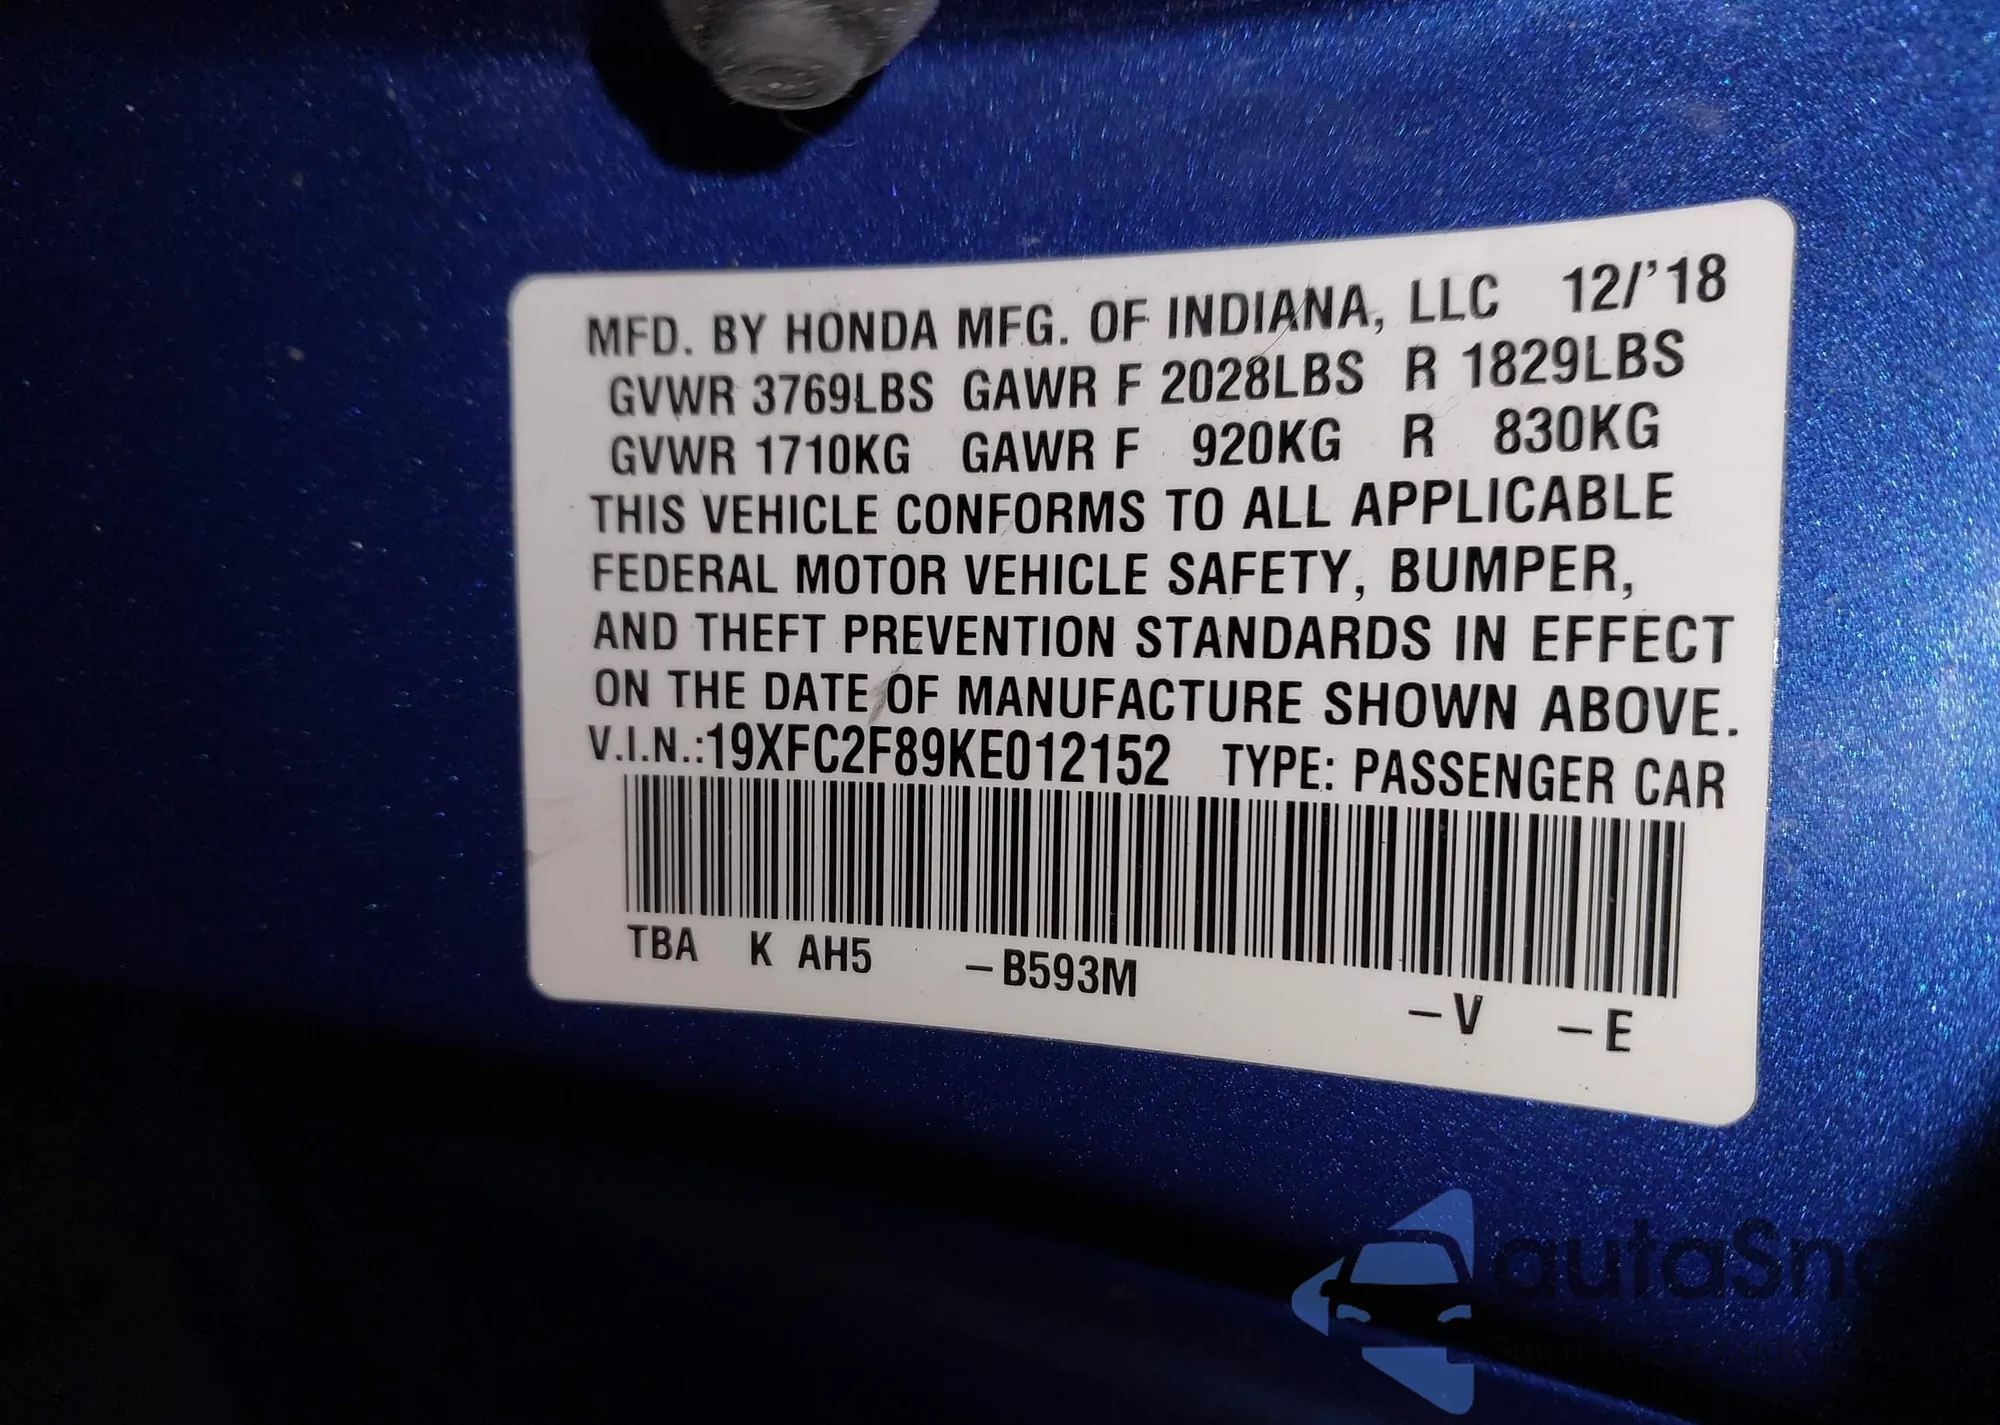 MFD. BY HONDA MFG. OF INDIANA, LLC 12/'18
GVWR 3769LBS GAWR F 2028LBS R 1829LBS
GVWR 1710KG GAWR F 920KG R 830KG
THIS VEHICLE CONFORMS TO ALL APPLICABLE
FEDERAL MOTOR VEHICLE SAFETY, BUMPER,
AND THEFT PREVENTION STANDARDS IN EFFECT
ON THE DATE OF MANUFACTURE SHOWN ABOVE.
V.I.N.:19XFC2F89KE012152 TYPE: PASSENGER CAR
TBA K AH5 –B593M –V –E